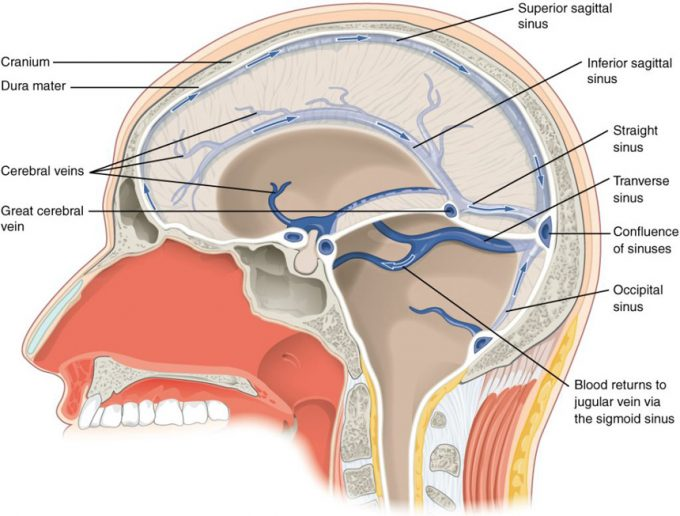 Superior sagittal
sinus
Cranium
Dura mater
Inferior sagittal
sinus
Straight
sinus
Cerebral veins
Tranverse
sinus
Great cerebral
vein
Confluence
of sinuses
Occipital
sinus
Blood returns to
jugular vein via
the sigmoid sinus